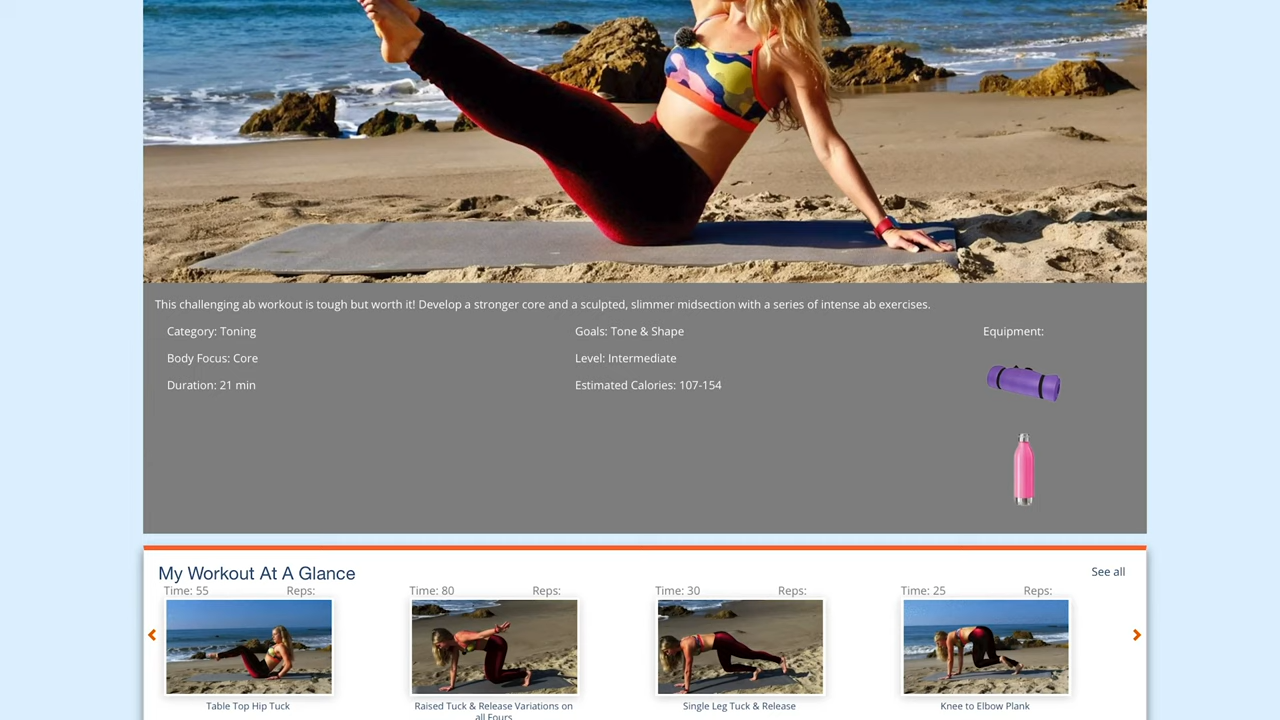 This challenging ab workout is tough but worth it! Develop a stronger core and a sculpted, slimmer midsection with a series of intense ab exercises.
Category: Toning
Goals: Tone & Shape
Equipment:
Body Focus: Core
Level: Intermediate
Duration: 21 min
Estimated Calories: 107-154
My Workout At A Glance
See all
Time: 55
Reps:
Time: 80
Reps:
Time: 30
Reps:
Time: 25
Reps:
Table Top Hip Tuck
Raised Tuck & Release Variations on
all Fours
Single Leg Tuck & Release
Knee to Elbow Plank